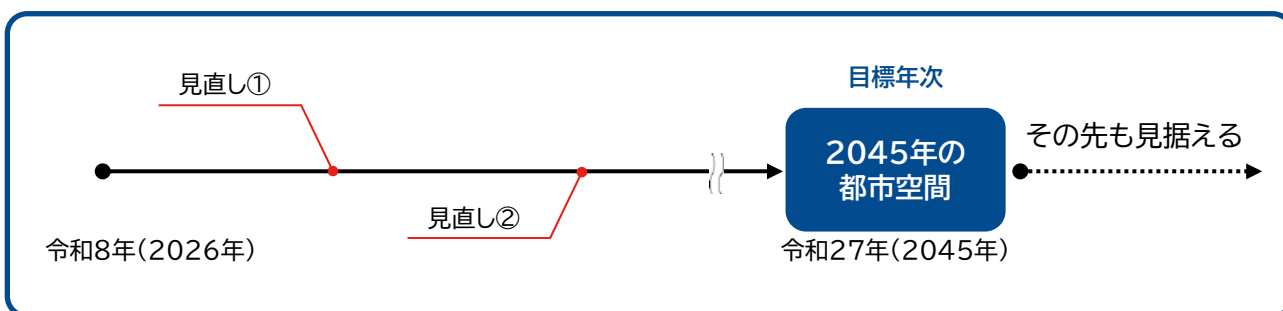 見直し①
目標年次
2045年の
都市空間
その先も見据える
見直し②
令和8年(2026年)
令和27年(2045年)